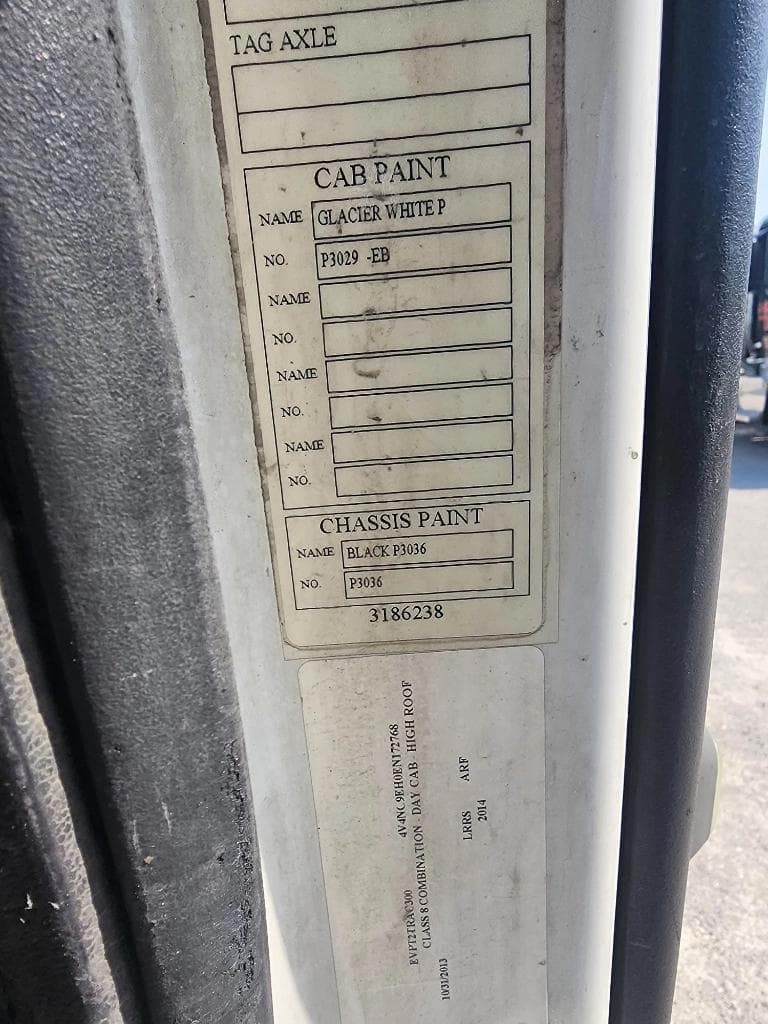 TAG AXLE
CAB PAINT
NAME GLACIER WHITE P
NO. P3029 -EB
NAME
NO.
NAME
NO.
NAME
NO.
CHASSIS PAINT
NAME BLACK P3036
NO. P3036
3186238
4V4NC9EH0EN172768
EVPT2TRAC300
CLASS 8 COMBINATION - DAY CAB - HIGH ROOF
10/31/2013
LRRS ARF
2014